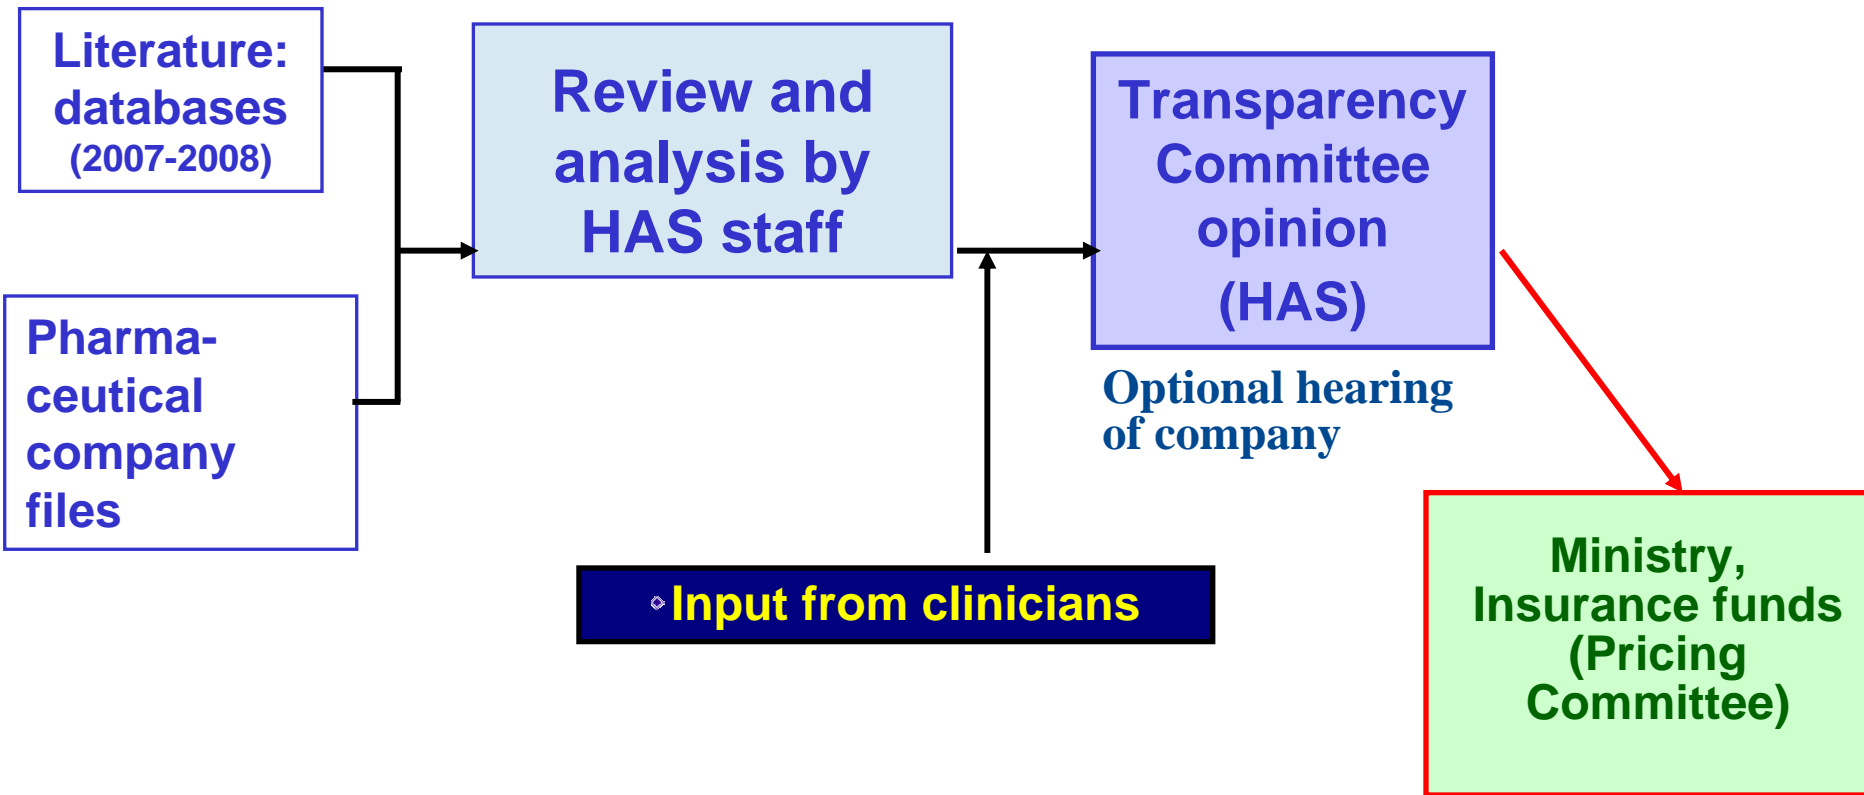 Literature:
databases
(2007-2008)
Pharma-
ceutical
company
files
Review and
analysis by
HAS staff
Input from clinicians
Transparency
Committee
opinion
(HAS)
Optional hearing
of company
Ministry,
Insurance funds
(Pricing
Committee)